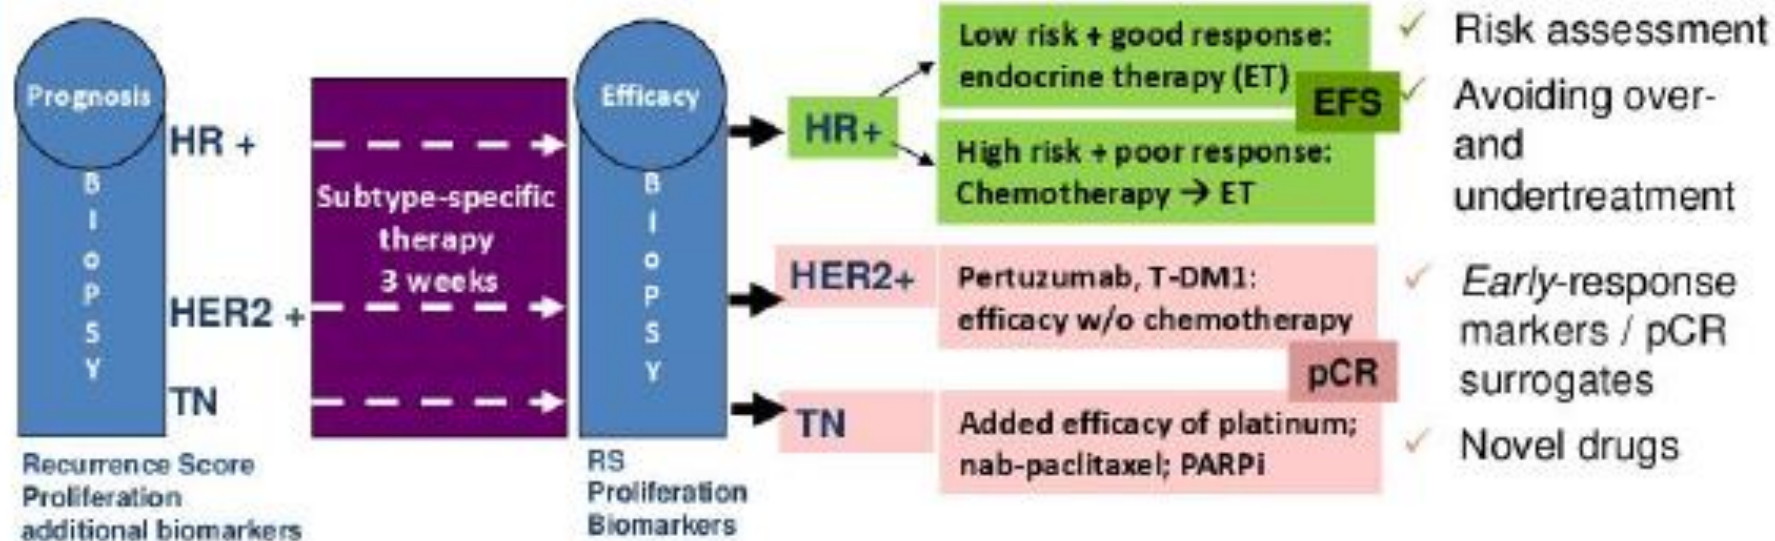 Prognosis
BIoPSY
HR +
HER2 +
TN
Recurrence Score
Proliferation
additional biomarkers
Subtype-specific
therapy
3 weeks
Efficacy
BIoPSY
RS
Proliferation
Biomarkers
HR+
Low risk + good response:
endocrine therapy (ET)
EFS
High risk + poor response:
Chemotherapy → ET
HER2+
Pertuzumab, T-DM1:
efficacy w/o chemotherapy
pCR
TN
Added efficacy of platinum;
nab-paclitaxel; PARPi
✓ Risk assessment
✓ Avoiding over-
and
undertreatment
✓ Early-response
markers / pCR
surrogates
✓ Novel drugs